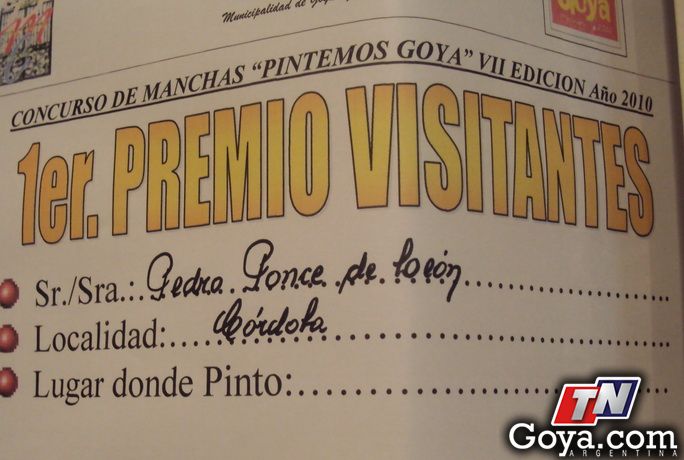 Municipalidad de Goya
Goya
CONCURSO DE MANCHAS "PINTEMOS GOYA" VII EDICION Año 2010
1er. PREMIO VISITANTES
Sr./Sra.: Pedro Ponce de León
Localidad: Córdoba
Lugar donde Pinto:
TN
Goya.com
ARGENTINA